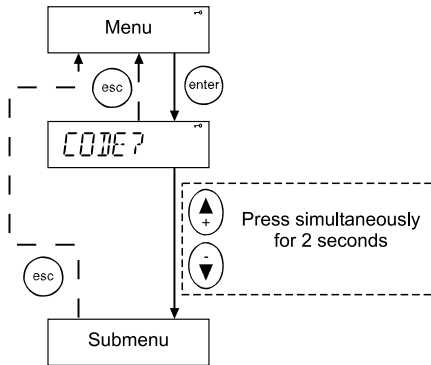 Menu
esc
enter
CODE?
+
Press simultaneously
for 2 seconds
-
esc
Submenu